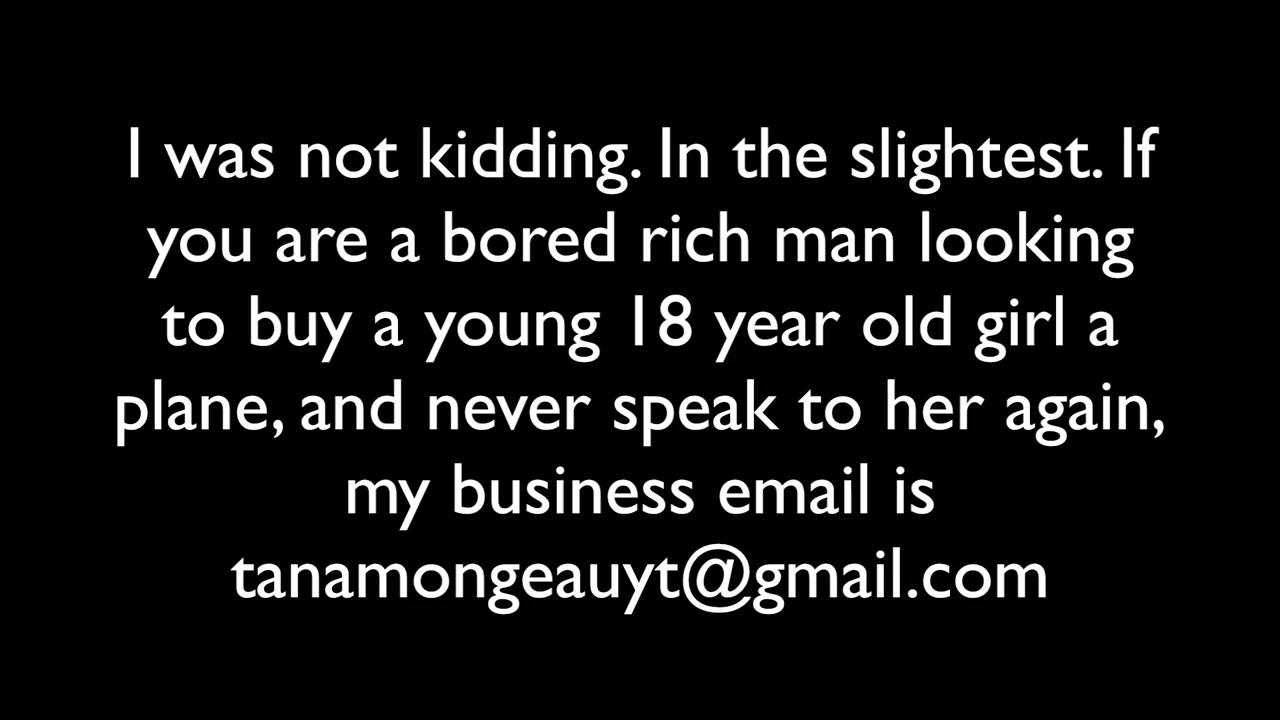 I was not kidding. In the slightest. If
you are a bored rich man looking
to buy a young 18 year old girl a
plane, and never speak to her again,
my business email is
tanamongeauyt@gmail.com